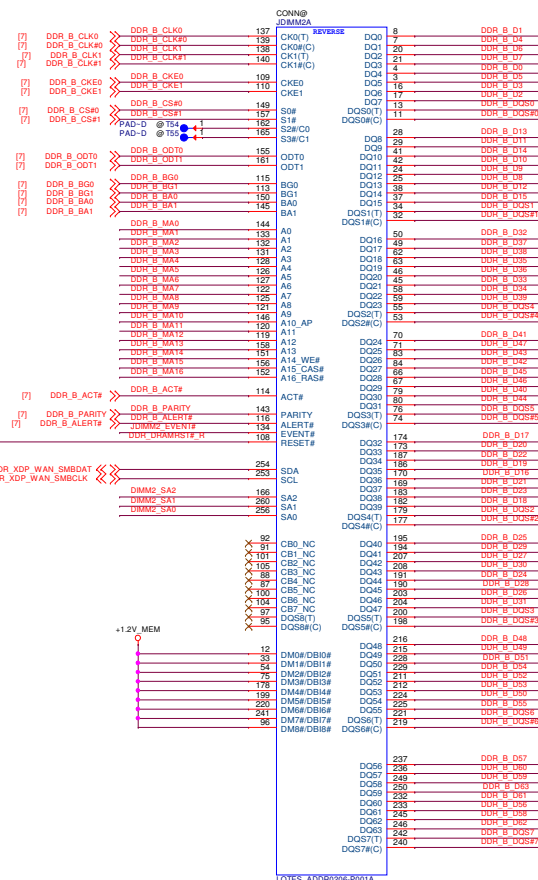 CONN@
JDIMM2A
REVERSE
[7] DDR_B_CLK0 DDR_B_CLK0 137 CK0(T) DQ0 8 DDR_B_D1
[7] DDR_B_CLK#0 DDR_B_CLK#0 139 CK0#(C) DQ1 7 DDR_B_D4
[7] DDR_B_CLK1 DDR_B_CLK1 138 CK1(T) DQ2 20 DDR_B_D6
[7] DDR_B_CLK#1 DDR_B_CLK#1 140 CK1#(C) DQ3 21 DDR_B_D7
DQ4 4 DDR_B_D0
[7] DDR_B_CKE0 DDR_B_CKE0 109 CKE0 DQ5 3 DDR_B_D5
[7] DDR_B_CKE1 DDR_B_CKE1 110 CKE1 DQ6 16 DDR_B_D3
DQ7 17 DDR_B_D2
[7] DDR_B_CS#0 DDR_B_CS#0 149 S0# DQS0(T) 13 DDR_B_DQS0
[7] DDR_B_CS#1 DDR_B_CS#1 157 S1# DQS0#(C) 11 DDR_B_DQS#0
PAD-D @ T54 1 162 S2#/C0
PAD-D @ T55 1 165 S3#/C1
DQ8 28 DDR_B_D13
DQ9 29 DDR_B_D11
[7] DDR_B_ODT0 DDR_B_ODT0 155 ODT0 DQ10 41 DDR_B_D14
[7] DDR_B_ODT1 DDR_B_ODT1 161 ODT1 DQ11 42 DDR_B_D10
DQ12 24 DDR_B_D9
[7] DDR_B_BG0 DDR_B_BG0 115 BG0 DQ13 25 DDR_B_D8
[7] DDR_B_BG1 DDR_B_BG1 113 BG1 DQ14 38 DDR_B_D12
[7] DDR_B_BA0 DDR_B_BA0 150 BA0 DQ15 37 DDR_B_D15
[7] DDR_B_BA1 DDR_B_BA1 145 BA1 DQS1(T) 34 DDR_B_DQS1
DQS1#(C) 32 DDR_B_DQS#1
DDR_B_MA0 144 A0
DDR_B_MA1 133 A1 DQ16 50 DDR_B_D32
DDR_B_MA2 132 A2 DQ17 49 DDR_B_D37
DDR_B_MA3 131 A3 DQ18 62 DDR_B_D38
DDR_B_MA4 128 A4 DQ19 63 DDR_B_D35
DDR_B_MA5 126 A5 DQ20 46 DDR_B_D36
DDR_B_MA6 127 A6 DQ21 45 DDR_B_D33
DDR_B_MA7 122 A7 DQ22 58 DDR_B_D34
DDR_B_MA8 125 A8 DQ23 59 DDR_B_D39
DDR_B_MA9 121 A9 DQS2(T) 55 DDR_B_DQS4
DDR_B_MA10 146 A10_AP DQS2#(C) 53 DDR_B_DQS#4
DDR_B_MA11 120 A11
DDR_B_MA12 119 A12 DQ24 70 DDR_B_D41
DDR_B_MA13 158 A13 DQ25 71 DDR_B_D47
DDR_B_MA14 151 A14_WE# DQ26 83 DDR_B_D43
DDR_B_MA15 156 A15_CAS# DQ27 84 DDR_B_D42
DDR_B_MA16 152 A16_RAS# DQ28 66 DDR_B_D45
DQ29 67 DDR_B_D46
[7] DDR_B_ACT# DDR_B_ACT# 114 ACT# DQ30 79 DDR_B_D40
DQ31 80 DDR_B_D44
[7] DDR_B_PARITY DDR_B_PARITY 143 PARITY DQS3(T) 76 DDR_B_DQS5
[7] DDR_B_ALERT# DDR_B_ALERT# 116 ALERT# DQS3#(C) 74 DDR_B_DQS#5
JDIMM2_EVENT# 134 EVENT#
DDR_DRAMRST#_R 108 RESET# DQ32 174 DDR_B_D17
DQ33 173 DDR_B_D20
DQ34 187 DDR_B_D22
DQ35 186 DDR_B_D19
DR_XDP_WAN_SMBDAT 254 SDA DQ36 170 DDR_B_D16
R_XDP_WAN_SMBCLK 253 SCL DQ37 169 DDR_B_D21
DIMM2_SA2 166 SA2 DQ38 183 DDR_B_D23
DIMM2_SA1 260 SA1 DQ39 182 DDR_B_D18
DIMM2_SA0 256 SA0 DQS4(T) 179 DDR_B_DQS2
DQS4#(C) 177 DDR_B_DQS#2
92 CB0_NC DQ40 195 DDR_B_D25
91 CB1_NC DQ41 194 DDR_B_D29
101 CB2_NC DQ42 207 DDR_B_D27
105 CB3_NC DQ43 208 DDR_B_D30
88 CB4_NC DQ44 191 DDR_B_D24
87 CB5_NC DQ45 190 DDR_B_D28
100 CB6_NC DQ46 203 DDR_B_D26
104 CB7_NC DQ47 204 DDR_B_D31
97 DQS8(T) DQS5(T) 200 DDR_B_DQS3
95 DQS8#(C) DQS5#(C) 198 DDR_B_DQS#3
+1.2V_MEM
DQ48 216 DDR_B_D48
12 DM0#/DBI0# DQ49 215 DDR_B_D49
33 DM1#/DBI1# DQ50 228 DDR_B_D51
54 DM2#/DBI2# DQ51 229 DDR_B_D54
75 DM3#/DBI3# DQ52 211 DDR_B_D52
178 DM4#/DBI4# DQ53 212 DDR_B_D53
199 DM5#/DBI5# DQ54 224 DDR_B_D50
220 DM6#/DBI6# DQ55 225 DDR_B_D55
241 DM7#/DBI7# DQS6(T) 221 DDR_B_DQS6
96 DM8#/DBI8# DQS6#(C) 219 DDR_B_DQS#6
DQ56 237 DDR_B_D57
DQ57 236 DDR_B_D60
DQ58 249 DDR_B_D59
DQ59 250 DDR_B_D63
DQ60 232 DDR_B_D61
DQ61 233 DDR_B_D56
DQ62 245 DDR_B_D58
DQ63 246 DDR_B_D62
DQS7(T) 242 DDR_B_DQS7
DQS7#(C) 240 DDR_B_DQS#7
LOTES_ADDR0206-P001A